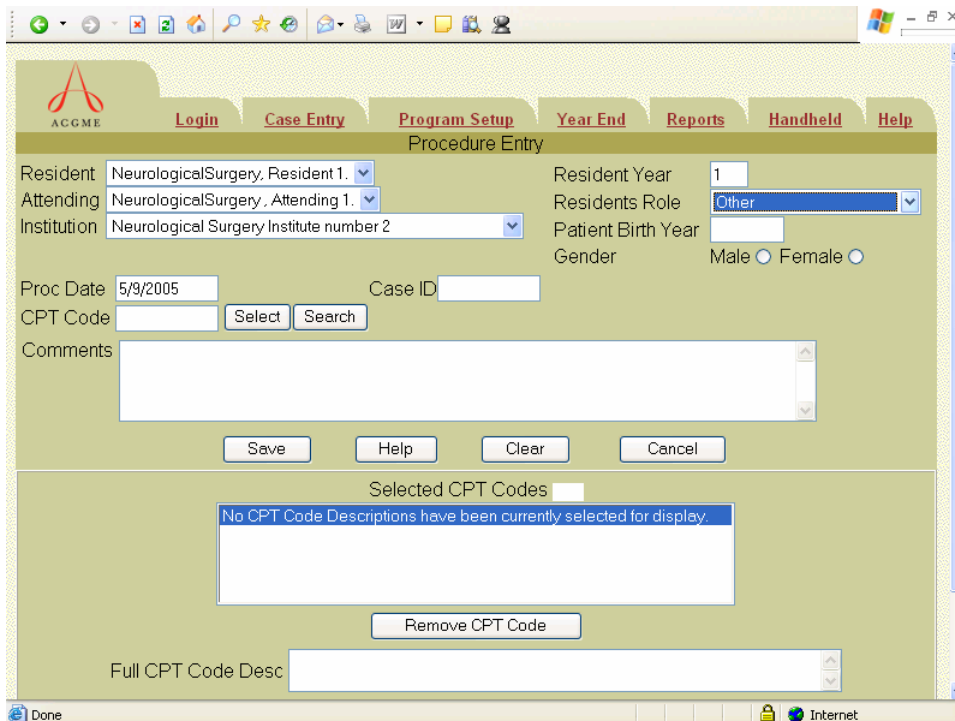 ACGME
Login Case Entry Program Setup Year End Reports Handheld Help
Procedure Entry
Resident NeurologicalSurgery, Resident 1. Resident Year 1
Attending NeurologicalSurgery , Attending 1. Residents Role Other
Institution Neurological Surgery Institute number 2 Patient Birth Year
Gender Male Female
Proc Date 5/9/2005 Case ID
CPT Code Select Search
Comments
Save Help Clear Cancel
Selected CPT Codes
No CPT Code Descriptions have been currently selected for display.
Remove CPT Code
Full CPT Code Desc
Done Internet